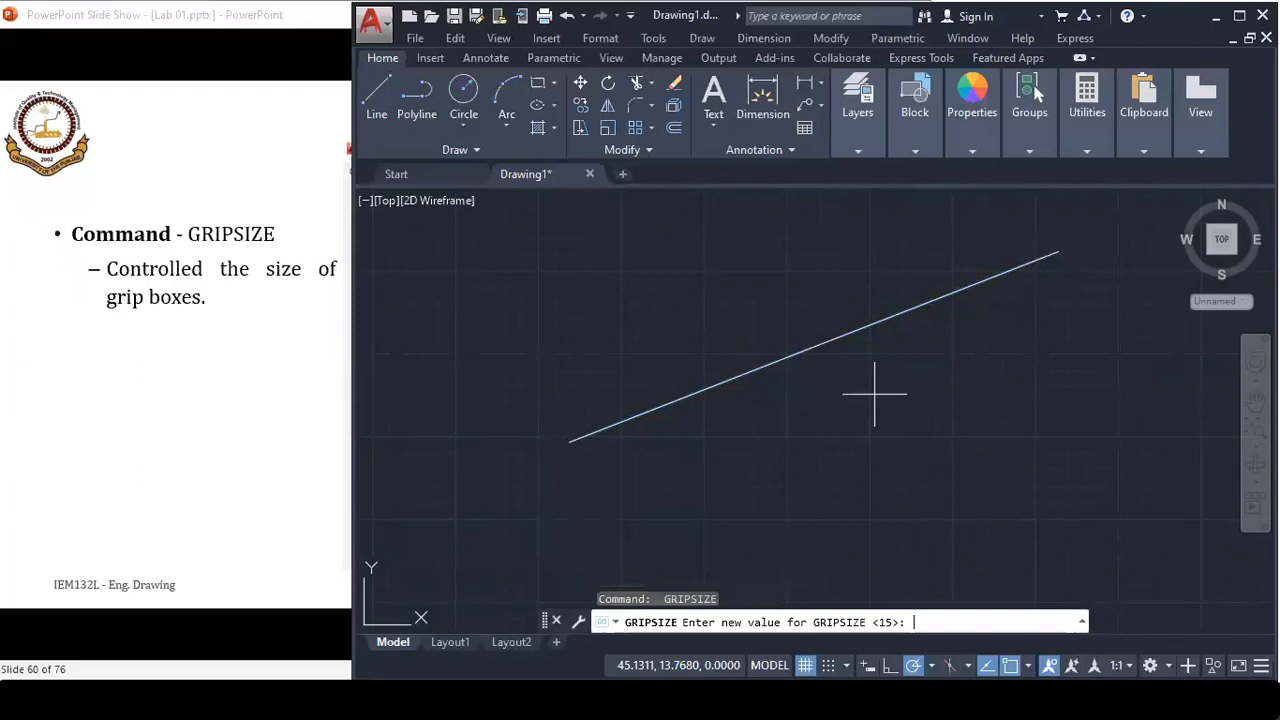 PowerPoint Slide Show - [Lab 01.pptx] - PowerPoint
Drawing1.d...
Type a keyword or phrase
Sign In
File
Edit
View
Insert
Format
Tools
Draw
Dimension
Modify
Parametric
Window
Help
Express
Home
Insert
Annotate
Parametric
View
Manage
Output
Add-ins
Collaborate
Express Tools
Featured Apps
Line
Polyline
Circle
Arc
Text
Dimension
Layers
Block
Properties
Groups
Utilities
Clipboard
View
Draw
Modify
Annotation
Start
Drawing1*
[−][Top][2D Wireframe]
N
W
TOP
E
S
Unnamed
2002
• Command - GRIPSIZE
– Controlled the size of
grip boxes.
IEM132L - Eng. Drawing
Y
X
Command: GRIPSIZE
GRIPSIZE Enter new value for GRIPSIZE <15>:
Model
Layout1
Layout2
Slide 60 of 76
45.1311, 13.7680, 0.0000
MODEL
1:1